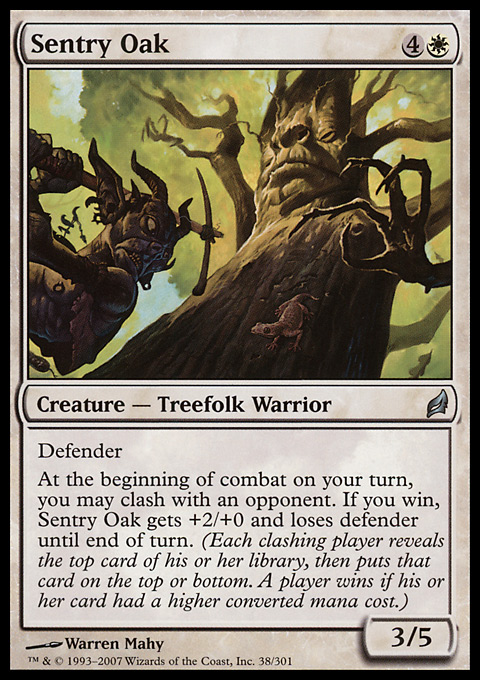 Sentry Oak 4
Creature — Treefolk Warrior
Defender
At the beginning of combat on your turn,
you may clash with an opponent. If you win,
Sentry Oak gets +2/+0 and loses defender
until end of turn. (Each clashing player reveals
the top card of his or her library, then puts that
card on the top or bottom. A player wins if his or
her card had a higher converted mana cost.)
Warren Mahy
3/5
™ & © 1993–2007 Wizards of the Coast, Inc. 38/301